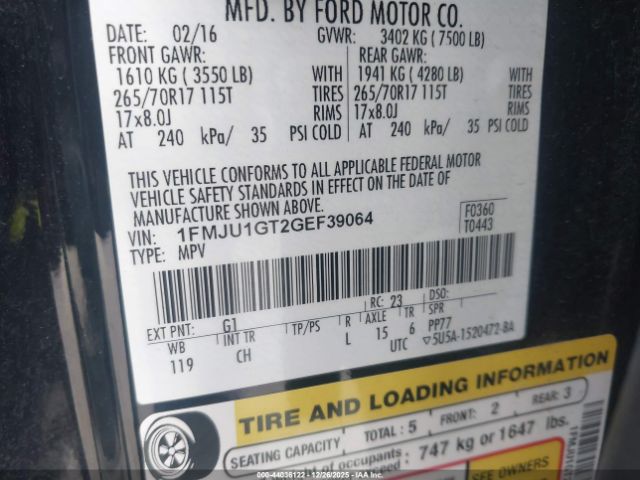 MFD. BY FORD MOTOR CO.
DATE: 02/16 GVWR: 3402 KG ( 7500 LB)
FRONT GAWR: REAR GAWR:
1610 KG ( 3550 LB) WITH 1941 KG ( 4280 LB) WITH
265/70R17 115T TIRES 265/70R17 115T TIRES
17x8.0J RIMS 17x8.0J RIMS
AT 240 kPa/ 35 PSI COLD AT 240 kPa/ 35 PSI COLD
THIS VEHICLE CONFORMS TO ALL APPLICABLE FEDERAL MOTOR
VEHICLE SAFETY STANDARDS IN EFFECT ON THE DATE OF
MANUFACTURE SHOWN ABOVE.
VIN: 1FMJU1GT2GEF39064 F0360
TYPE: MPV T0443
RC: 23 DSO:
EXT PNT: G1 TP/PS R AXLE TR SPR
WB INT TR L 15 6 PP77
119 CH UTC ▽5U5A-1520472-BA
TIRE AND LOADING INFORMATION
SEATING CAPACITY TOTAL : 5 FRONT: 2 REAR: 3
of occupants: 747 kg or 1647 lbs.
exceed
SEE OWNERS
© -- 000-44036122 - 12/26/2025 -- IAAI